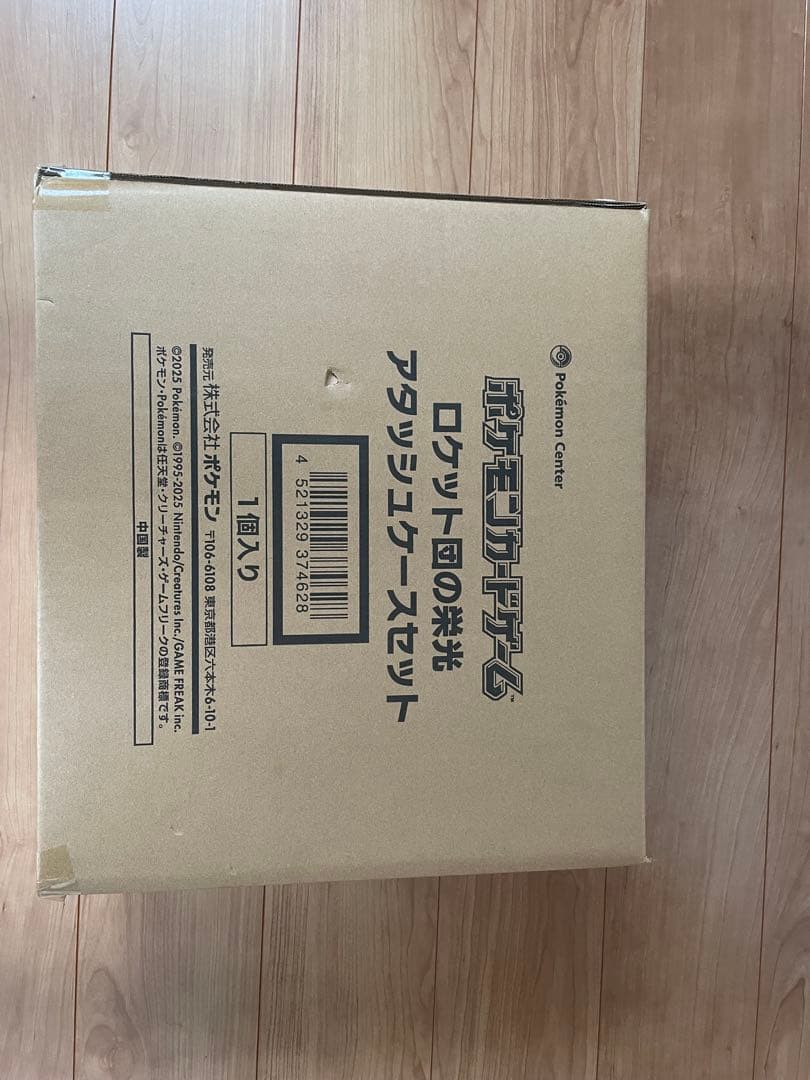 Pokémon Center
ポケモンカードゲーム™
ロケット団の栄光
アタッシュケースセット
4 521329 374628
1個入り
発売元 株式会社 ポケモン 〒106-6108 東京都港区六本木6-10-1
©2025 Pokémon. ©1995-2025 Nintendo/Creatures Inc./GAME FREAK inc.
ポケモン・Pokémonは任天堂・クリーチャーズ・ゲームフリークの登録商標です。
中国製